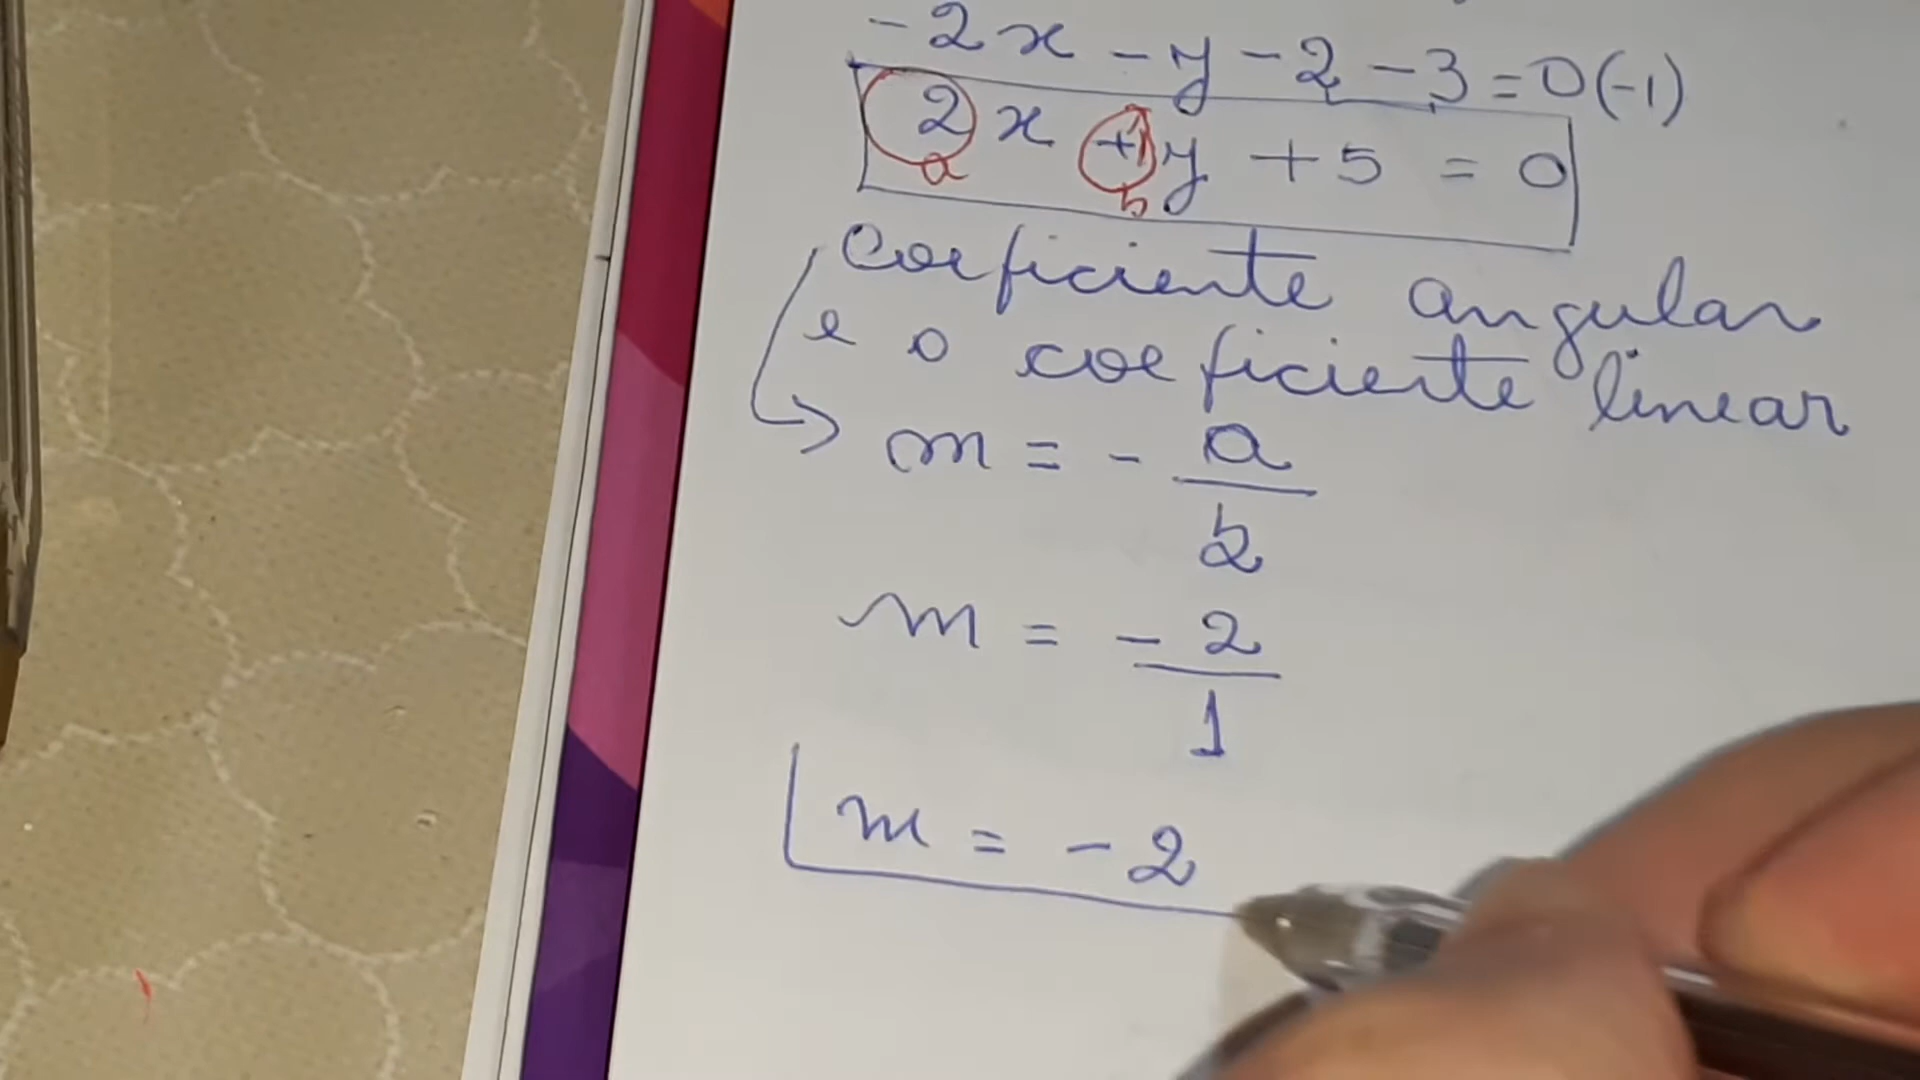 -2x - y - 2 - 3 = 0 (-1)
2x +1y + 5 = 0
a b
coeficiente angular
e o coeficiente linear
m = - a/b
m = - 2/1
m = - 2